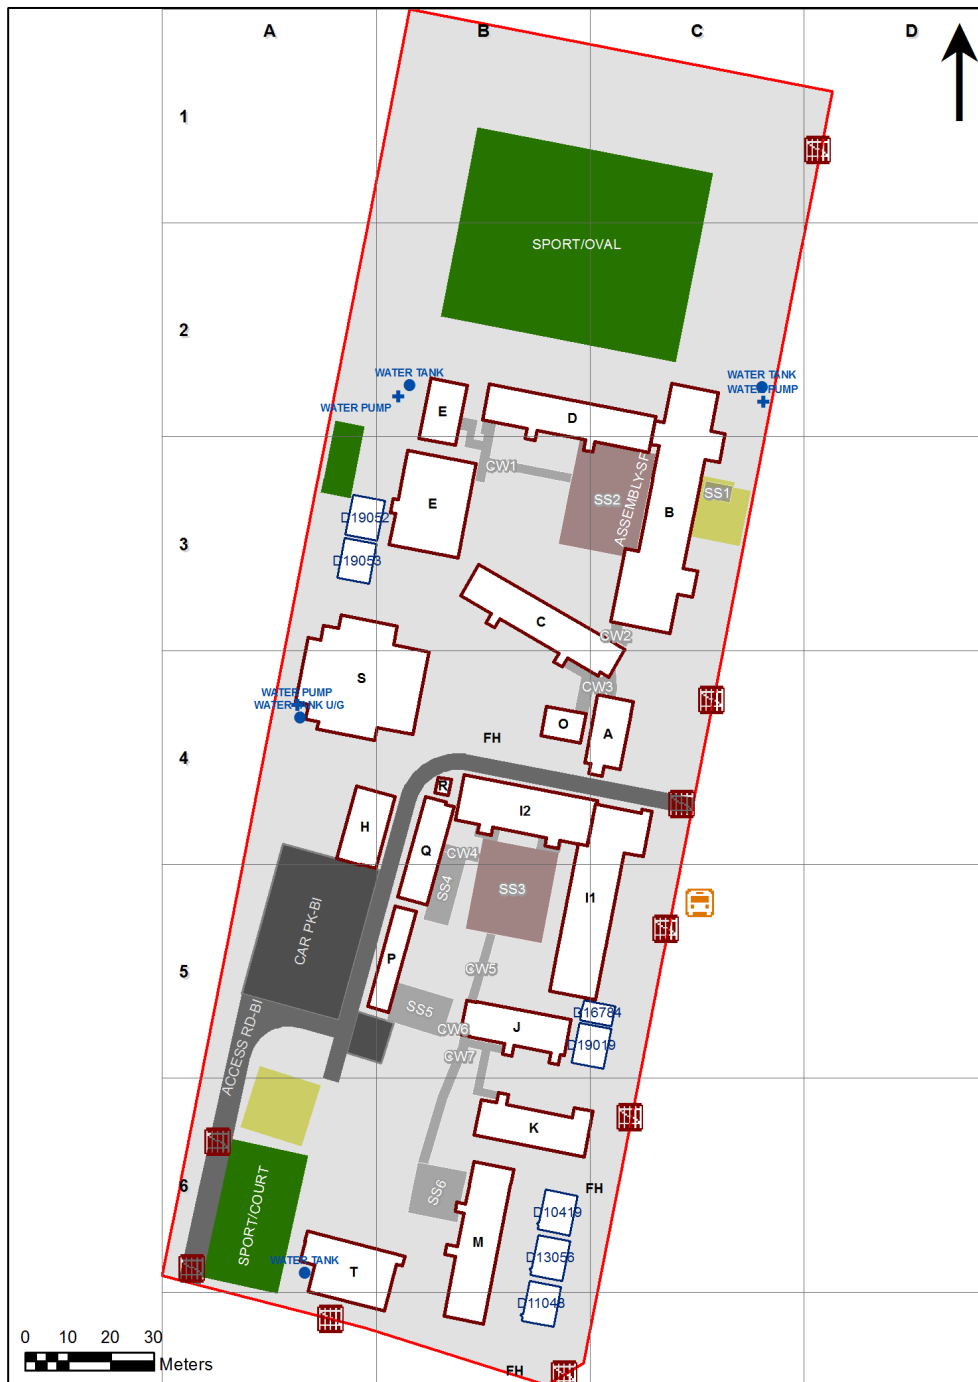 A
B
C
D
1
SPORT/OVAL
2
WATER TANK
WATER PUMP
WATER TANK
WATER PUMP
E
D
CW1
SS2
ASSEMBLY-SF
SS1
B
E
D19052
D19053
3
C
CW2
CW3
S
WATER PUMP
WATER TANK U/G
O
A
FH
4
R
I2
H
Q
CW4
SS4
SS3
I1
CAR PK-BI
P
CW5
5
SS5
CW6
J
D16784
D19019
CW7
ACCESS RD-BI
K
6
SS6
FH
D10419
SPORT/COURT
M
D13056
WATER TANK
T
D11048
FH
0 10 20 30
Meters